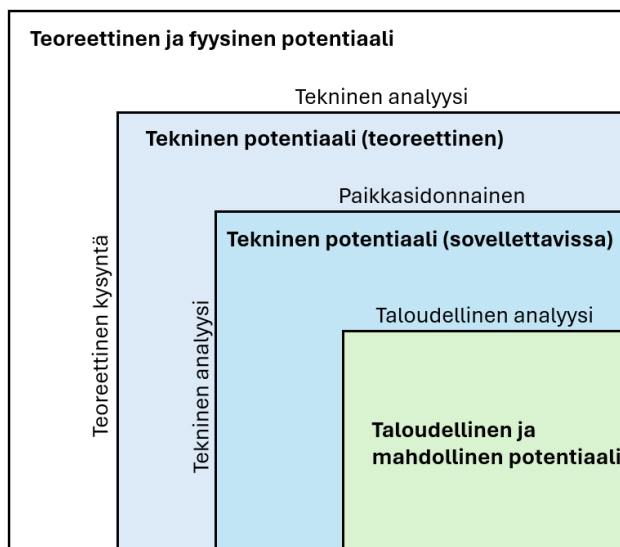 Teoreettinen ja fyysinen potentiaali
Tekninen analyysi
Tekninen potentiaali (teoreettinen)
Paikkasidonnainen
Tekninen potentiaali (sovellettavissa)
Teoreettinen kysyntä
Tekninen analyysi
Taloudellinen analyysi
Taloudellinen ja
mahdollinen potentiaali